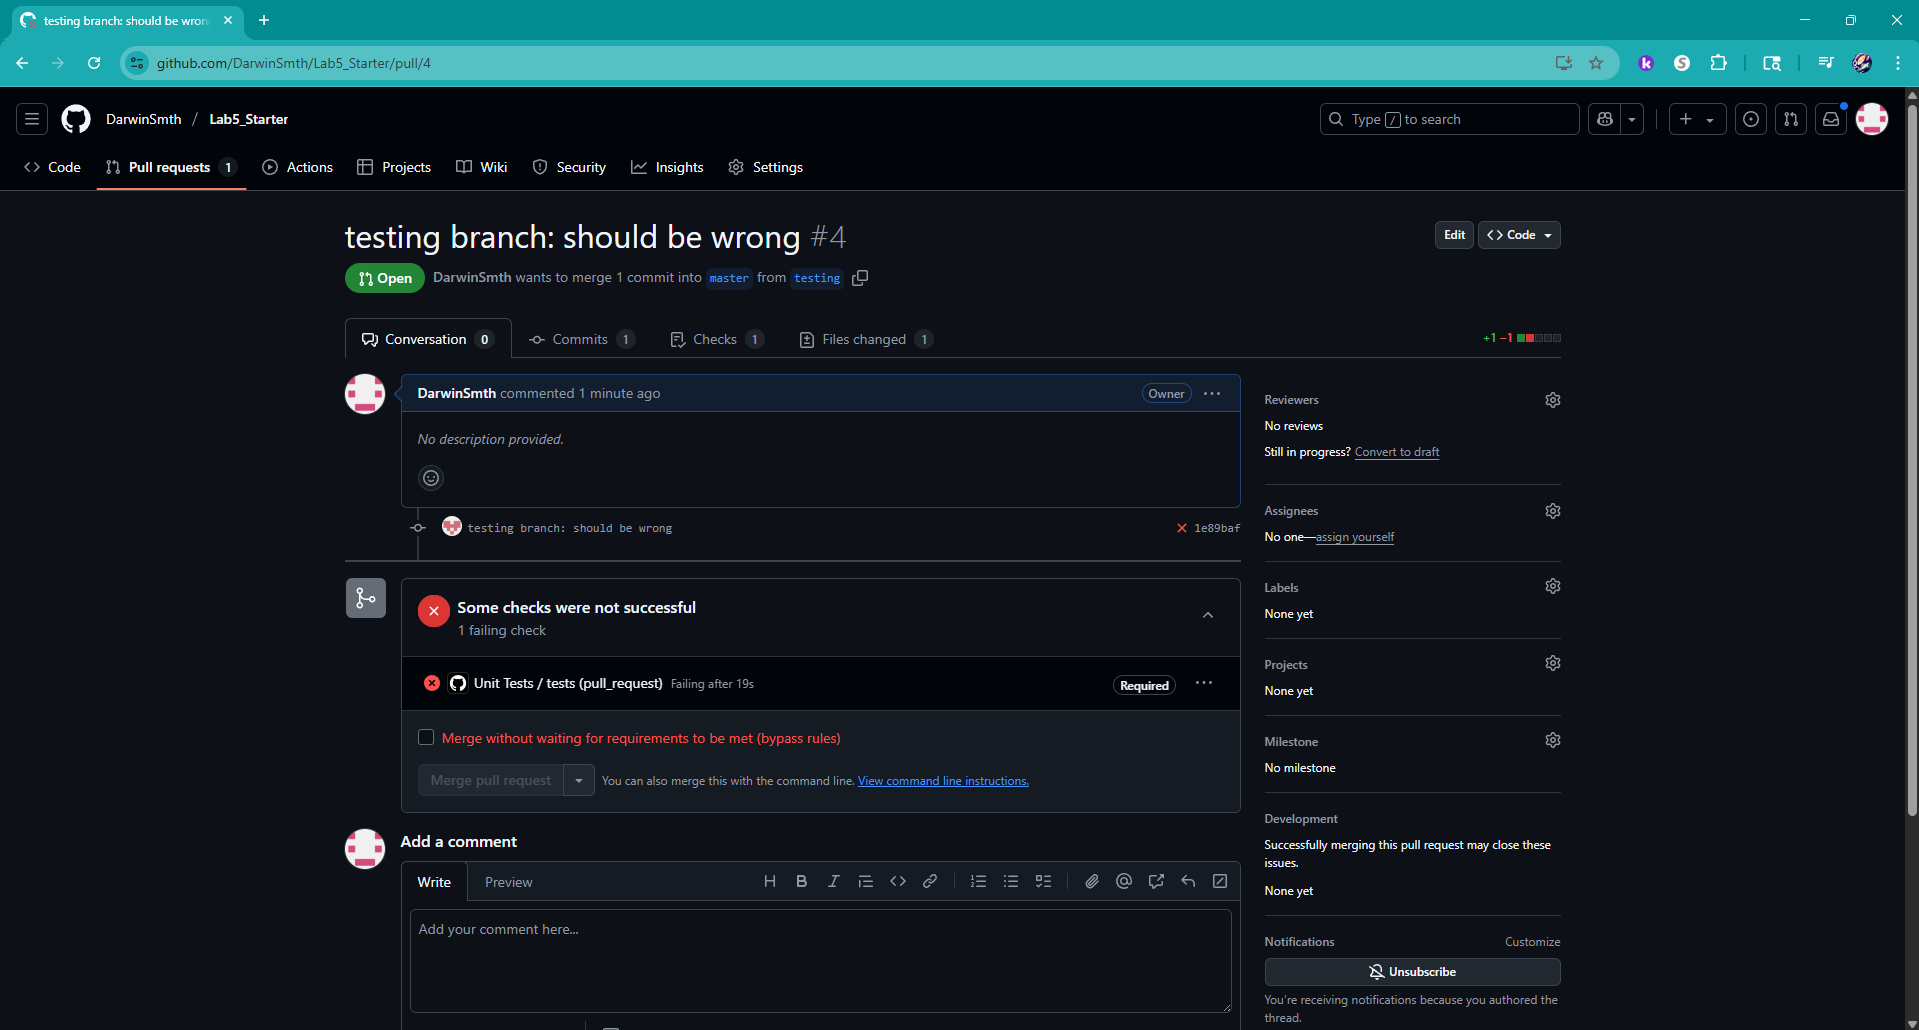 testing branch: should be wron
github.com/DarwinSmth/Lab5_Starter/pull/4
DarwinSmth / Lab5_Starter
Type / to search
Code
Pull requests 1
Actions
Projects
Wiki
Security
Insights
Settings
testing branch: should be wrong #4
Edit
<> Code
Open
DarwinSmth wants to merge 1 commit into master from testing
Conversation 0
Commits 1
Checks 1
Files changed 1
+1 −1
DarwinSmth commented 1 minute ago
Owner
No description provided.
testing branch: should be wrong
1e89baf
Some checks were not successful
1 failing check
Unit Tests / tests (pull_request) Failing after 19s
Required
Merge without waiting for requirements to be met (bypass rules)
Merge pull request
You can also merge this with the command line. View command line instructions.
Add a comment
Write
Preview
Add your comment here...
Reviewers
No reviews
Still in progress? Convert to draft
Assignees
No one—assign yourself
Labels
None yet
Projects
None yet
Milestone
No milestone
Development
Successfully merging this pull request may close these
issues.
None yet
Notifications
Customize
Unsubscribe
You're receiving notifications because you authored the
thread.